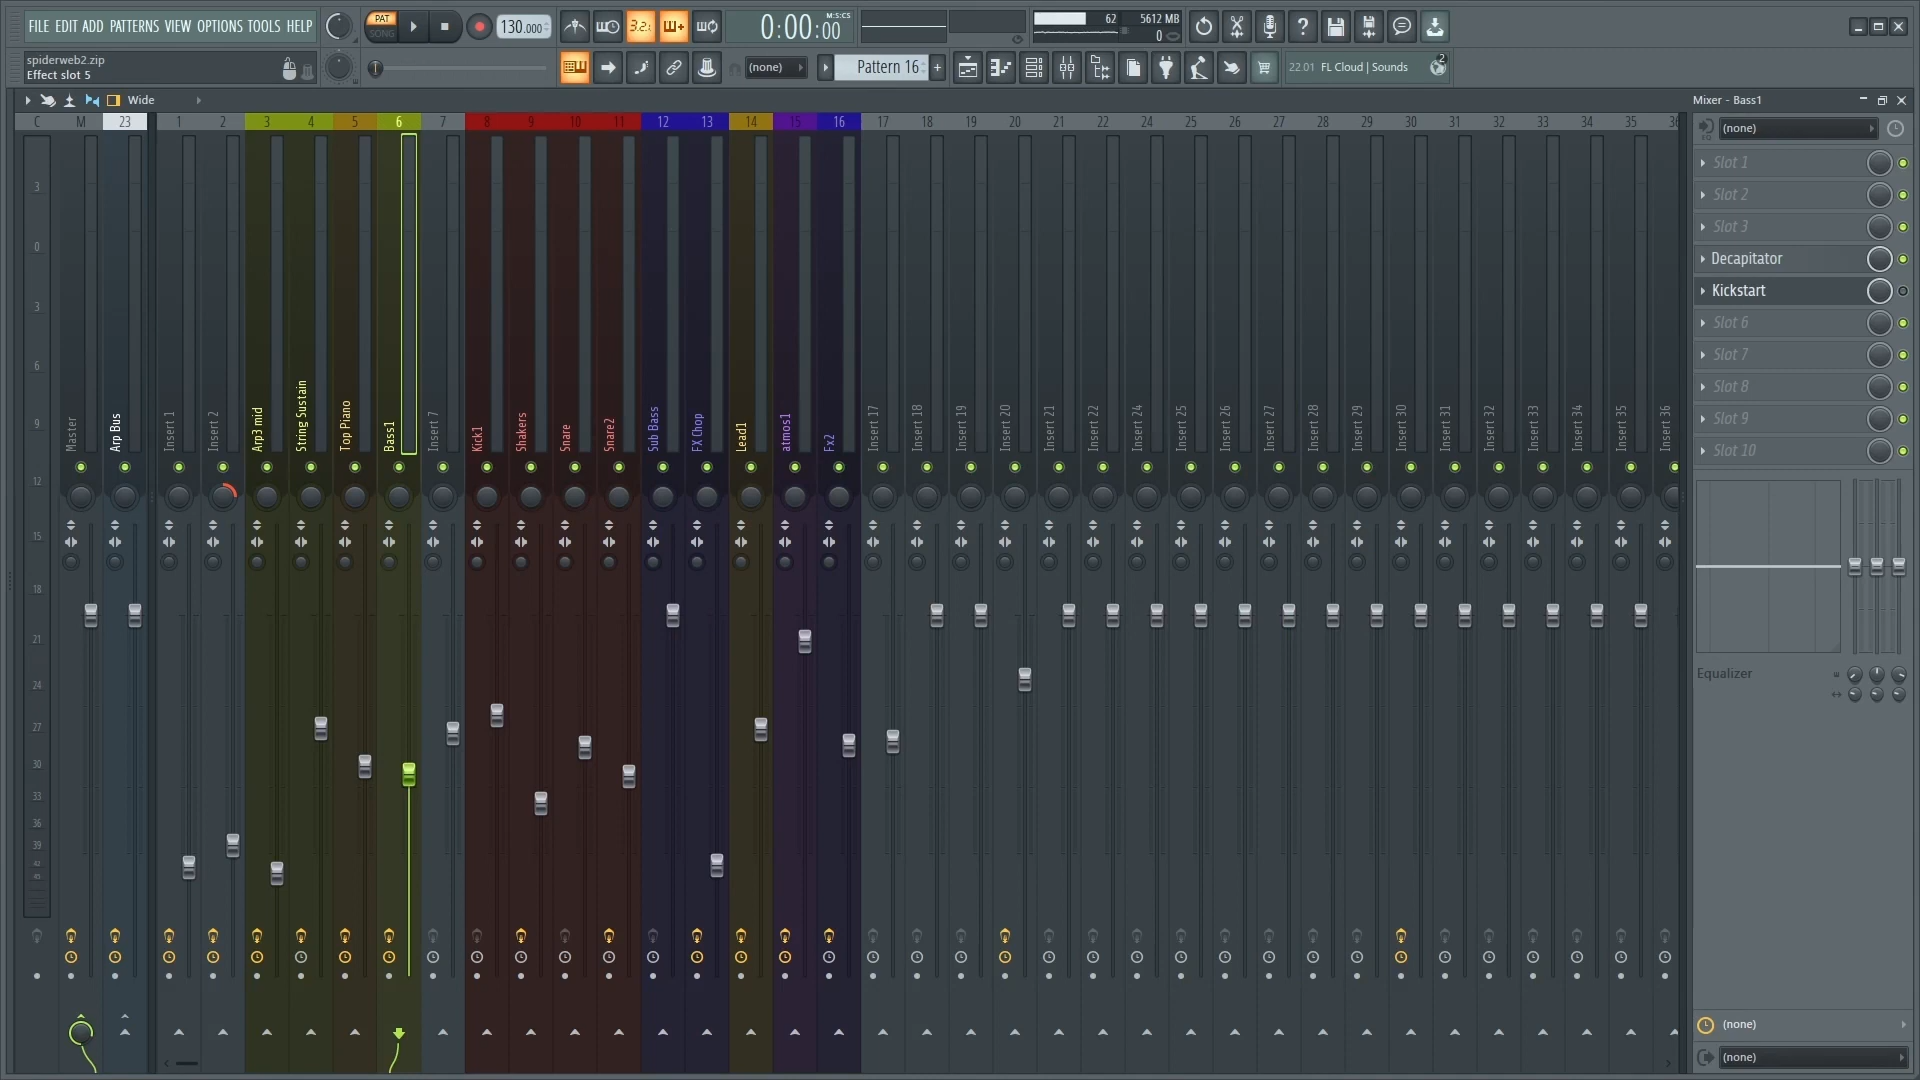 FILE EDIT ADD PATTERNS VIEW OPTIONS TOOLS HELP
PAT
SONG
3.2.
130.000
0:00:00
M:S:CS
62
5612 MB
0
spiderweb2.zip
Effect slot 5
(none)
Pattern 16
+
22.01 FL Cloud | Sounds
2
Wide
Mixer - Bass1
C M 23 1 2 3 4 5 6 7 8 9 10 11 12 13 14 15 16 17 18 19 20 21 22 24 25 26 27 28 29 30 31 32 33 34 35 36
3
0
3
6
9
12
15
18
21
24
27
30
33
36
39
42
45
Master
Arp Bus
Insert 1
Insert 2
Arp3 mid
String Sustain
Top Piano
Bass1
Insert 7
Kick1
Shakers
Snare
Snare2
Sub Bass
FX Chop
Lead1
atmos1
Fx2
Insert 17
Insert 18
Insert 19
Insert 20
Insert 21
Insert 22
Insert 24
Insert 25
Insert 26
Insert 27
Insert 28
Insert 29
Insert 30
Insert 31
Insert 32
Insert 33
Insert 34
Insert 35
Insert 36
(none)
Slot 1
Slot 2
Slot 3
Decapitator
Kickstart
Slot 6
Slot 7
Slot 8
Slot 9
Slot 10
Equalizer
(none)
(none)